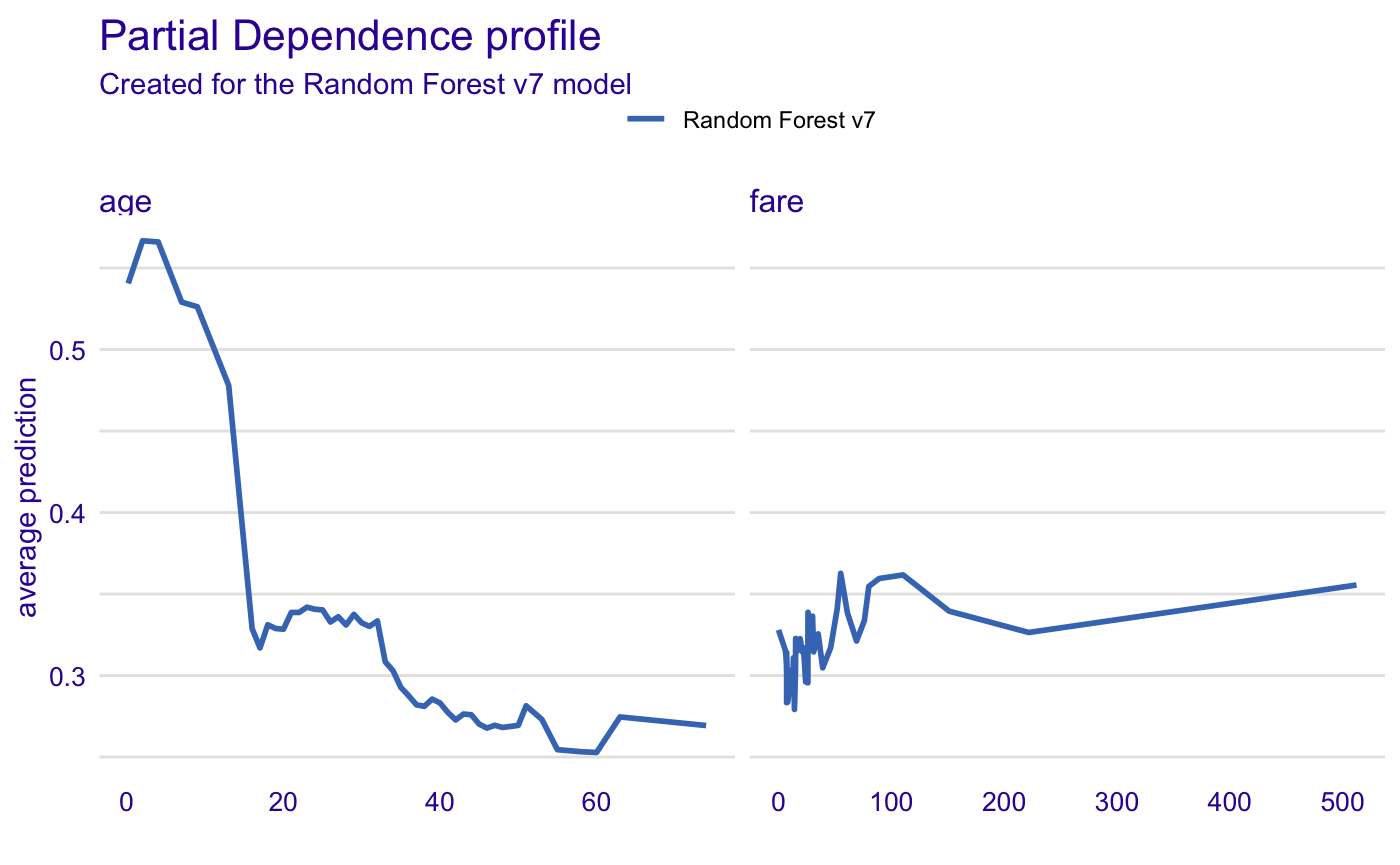 Partial Dependence profile
Created for the Random Forest v7 model
Random Forest v7
age
fare
average prediction
0.5
0.4
0.3
0 20 40 60
0 100 200 300 400 500